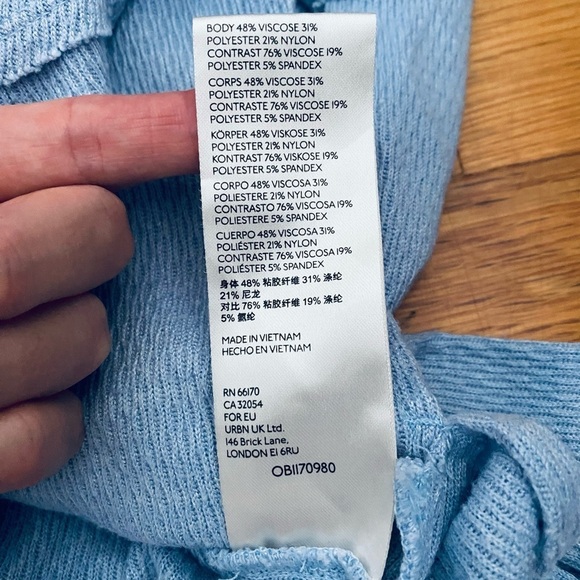 BODY 48% VISCOSE 31%
POLYESTER 21% NYLON
CONTRAST 76% VISCOSE 19%
POLYESTER 5% SPANDEX
CORPS 48% VISCOSE 31%
POLYESTER 21% NYLON
CONTRASTE 76% VISCOSE 19%
POLYESTER 5% SPANDEX
KÖRPER 48% VISKOSE 31%
POLYESTER 21% NYLON
KONTRAST 76% VISKOSE 19%
POLYESTER 5% SPANDEX
CORPO 48% VISCOSA 31%
POLIESTERE 21% NYLON
CONTRASTO 76% VISCOSA 19%
POLIESTERE 5% SPANDEX
CUERPO 48% VISCOSA 31%
POLIÉSTER 21% NYLON
CONTRASTE 76% VISCOSA 19%
POLIÉSTER 5% SPANDEX
身体 48% 粘胶纤维 31% 涤纶
21% 尼龙
对比 76% 粘胶纤维 19% 涤纶
5% 氨纶
MADE IN VIETNAM
HECHO EN VIETNAM
RN 66170
CA 32054
FOR EU
URBN UK Ltd.
146 Brick Lane,
LONDON E1 6RU
OB1170980